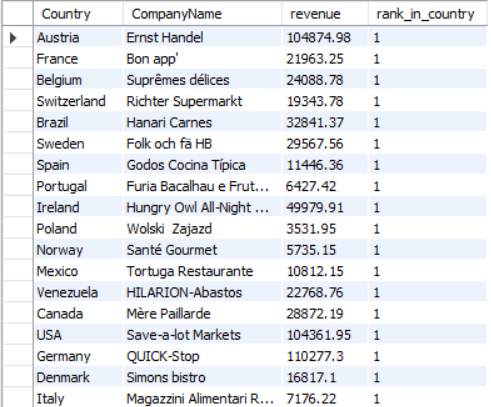 Country CompanyName revenue rank_in_country
Austria Ernst Handel 104874.98 1
France Bon app' 21963.25 1
Belgium Suprêmes délices 24088.78 1
Switzerland Richter Supermarkt 19343.78 1
Brazil Hanari Carnes 32841.37 1
Sweden Folk och fä HB 29567.56 1
Spain Godos Cocina Típica 11446.36 1
Portugal Furia Bacalhau e Frut... 6427.42 1
Ireland Hungry Owl All-Night ... 49979.91 1
Poland Wolski Zajazd 3531.95 1
Norway Santé Gourmet 5735.15 1
Mexico Tortuga Restaurante 10812.15 1
Venezuela HILARION-Abastos 22768.76 1
Canada Mère Paillarde 28872.19 1
USA Save-a-lot Markets 104361.95 1
Germany QUICK-Stop 110277.3 1
Denmark Simons bistro 16817.1 1
Italy Magazzini Alimentari R... 7176.22 1